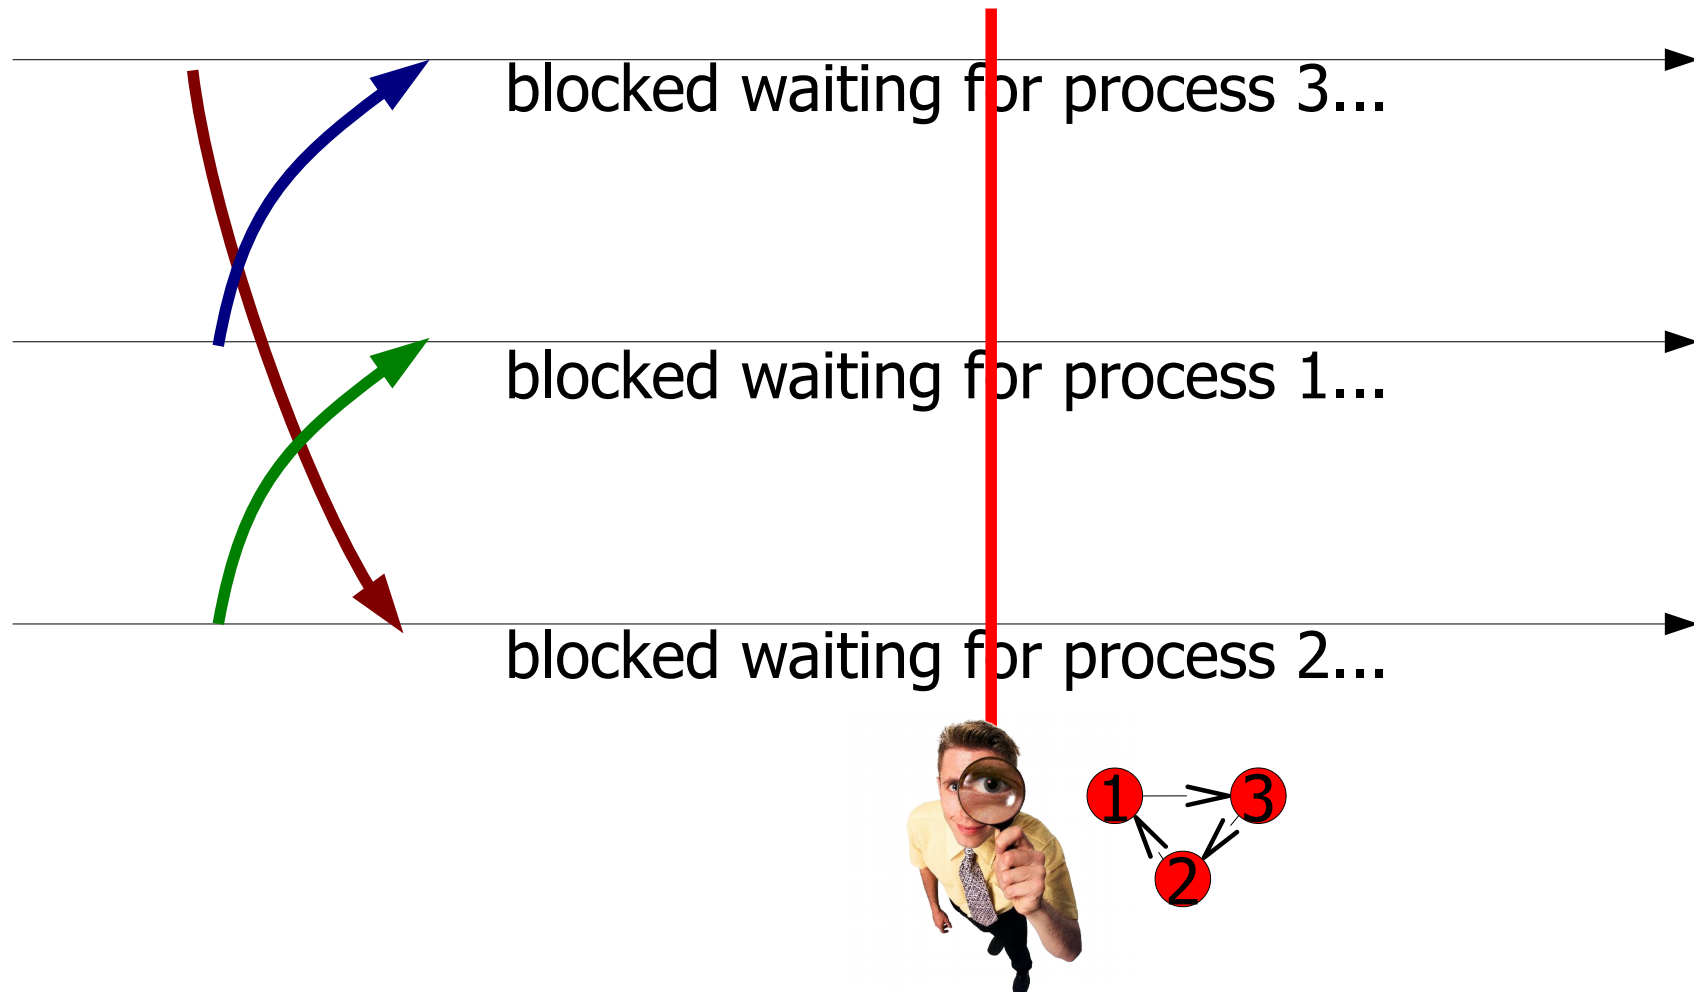 blocked waiting for process 3...
blocked waiting for process 1...
blocked waiting for process 2...
1 3
2